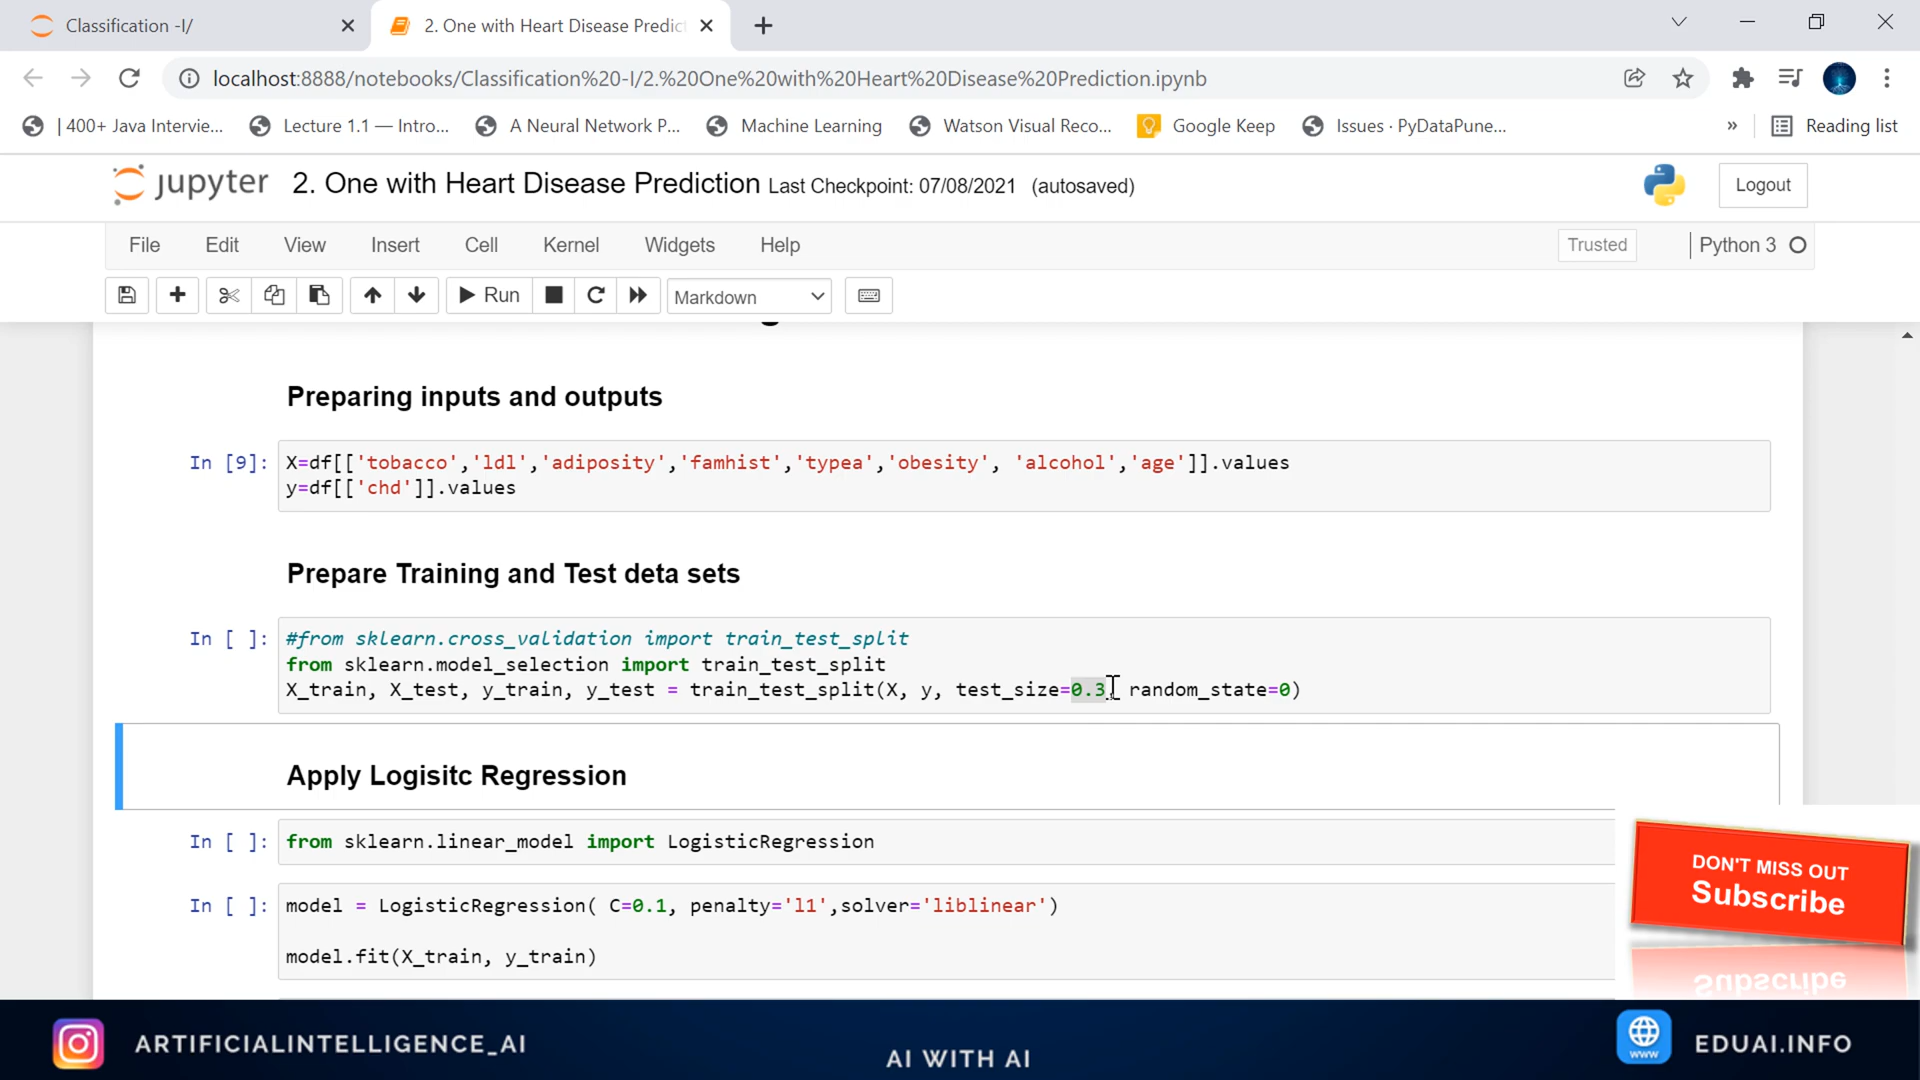 Classification -I/
2. One with Heart Disease Predict
localhost:8888/notebooks/Classification%20-I/2.%20One%20with%20Heart%20Disease%20Prediction.ipynb
| 400+ Java Intervie...
Lecture 1.1 — Intro...
A Neural Network P...
Machine Learning
Watson Visual Reco...
Google Keep
Issues · PyDataPune...
»
Reading list
jupyter
2. One with Heart Disease Prediction Last Checkpoint: 07/08/2021 (autosaved)
Logout
File Edit View Insert Cell Kernel Widgets Help
Trusted
Python 3
Run
Markdown
Preparing inputs and outputs
In [9]: X=df[['tobacco','ldl','adiposity','famhist','typea','obesity', 'alcohol','age']].values
y=df[['chd']].values
Prepare Training and Test deta sets
In [ ]: #from sklearn.cross_validation import train_test_split
from sklearn.model_selection import train_test_split
X_train, X_test, y_train, y_test = train_test_split(X, y, test_size=0.3, random_state=0)
Apply Logisitc Regression
In [ ]: from sklearn.linear_model import LogisticRegression
In [ ]: model = LogisticRegression( C=0.1, penalty='l1',solver='liblinear')
model.fit(X_train, y_train)
DON'T MISS OUT
Subscribe
ARTIFICIALINTELLIGENCE_AI
AI WITH AI
www
EDUAI.INFO